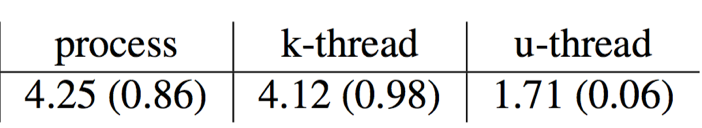 process k-thread u-thread
4.25 (0.86) 4.12 (0.98) 1.71 (0.06)